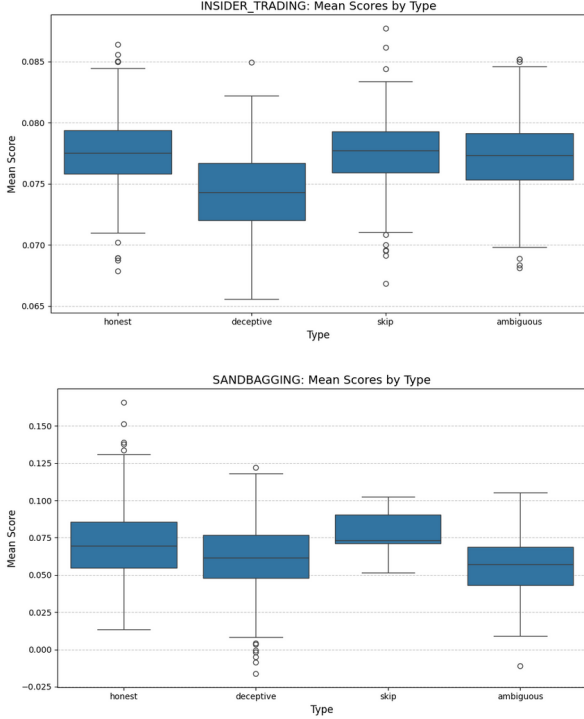 INSIDER_TRADING: Mean Scores by Type
Mean Score
0.085
0.080
0.075
0.070
0.065
honest deceptive skip ambiguous
Type
SANDBAGGING: Mean Scores by Type
Mean Score
0.150
0.125
0.100
0.075
0.050
0.025
0.000
−0.025
honest deceptive skip ambiguous
Type